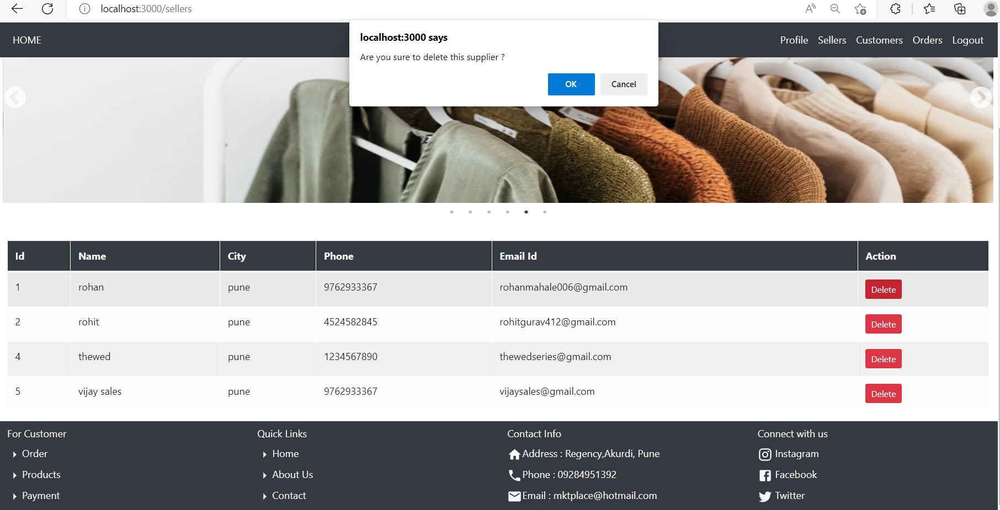 localhost:3000/sellers
localhost:3000 says
Are you sure to delete this supplier ?
OK Cancel
HOME Profile Sellers Customers Orders Logout
Id Name City Phone Email Id Action
1 rohan pune 9762933367 rohanmahale006@gmail.com Delete
2 rohit pune 4524582845 rohitgurav412@gmail.com Delete
4 thewed pune 1234567890 thewedseries@gmail.com Delete
5 vijay sales pune 9762933367 vijaysales@gmail.com Delete
For Customer Quick Links Contact Info Connect with us
Order Home Address : Regency,Akurdi, Pune Instagram
Products About Us Phone : 09284951392 Facebook
Payment Contact Email : mktplace@hotmail.com Twitter